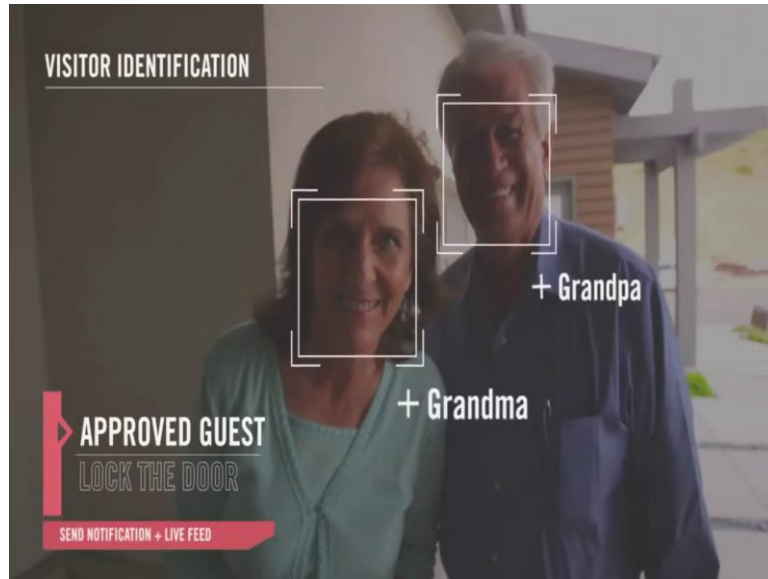 VISITOR IDENTIFICATION
+ Grandpa
+ Grandma
APPROVED GUEST
LOCK THE DOOR
SEND NOTIFICATION + LIVE FEED